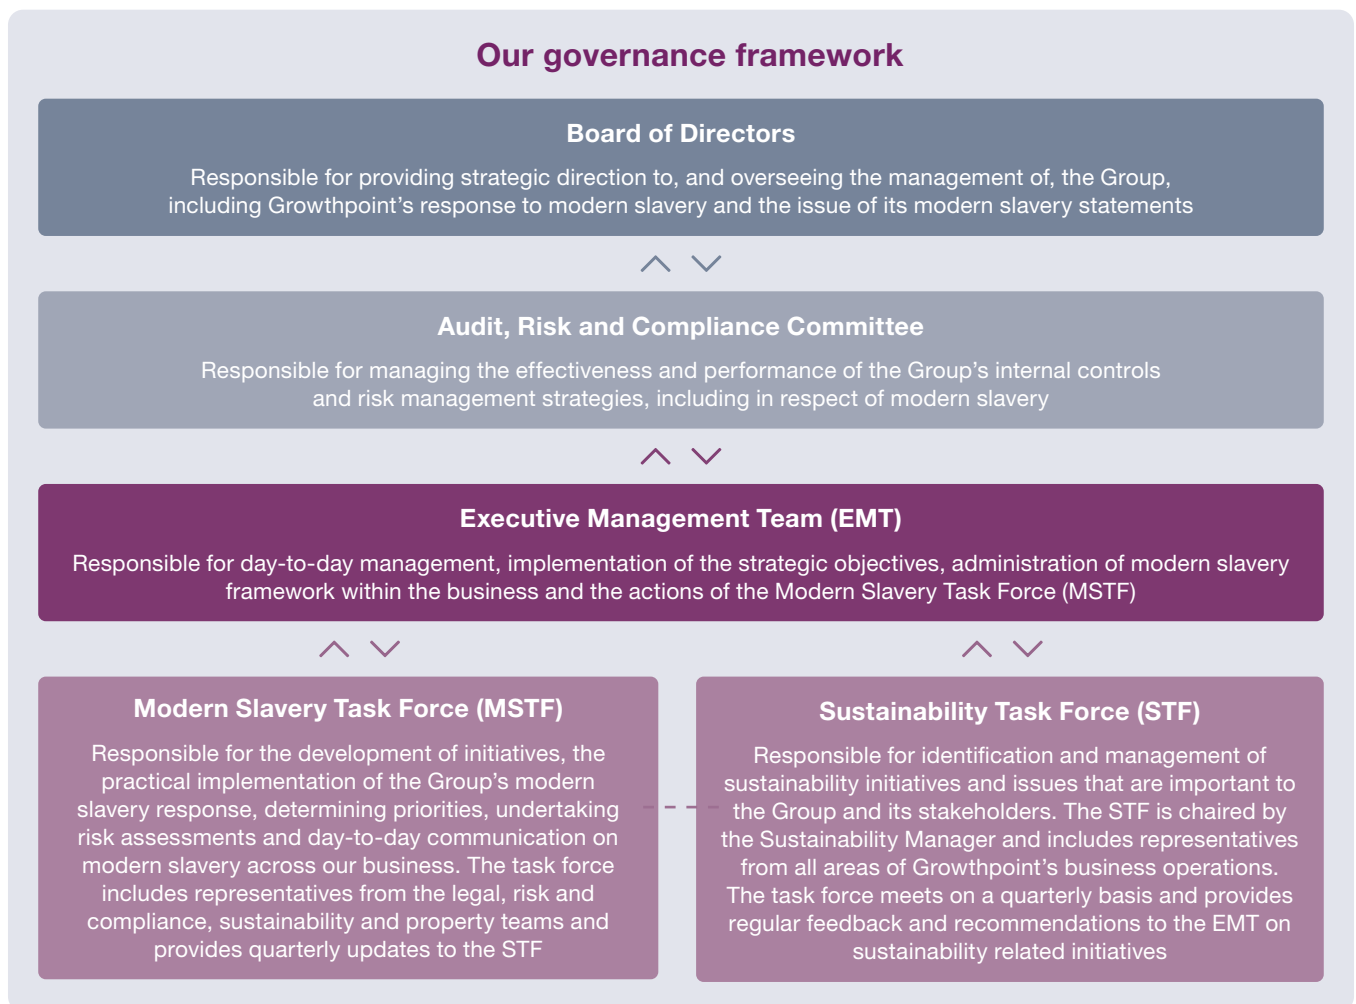 Our governance framework
Board of Directors
Responsible for providing strategic direction to, and overseeing the management of, the Group,
including Growthpoint’s response to modern slavery and the issue of its modern slavery statements
Audit, Risk and Compliance Committee
Responsible for managing the effectiveness and performance of the Group’s internal controls
and risk management strategies, including in respect of modern slavery
Executive Management Team (EMT)
Responsible for day-to-day management, implementation of the strategic objectives, administration of modern slavery
framework within the business and the actions of the Modern Slavery Task Force (MSTF)
Modern Slavery Task Force (MSTF)
Responsible for the development of initiatives, the
practical implementation of the Group’s modern
slavery response, determining priorities, undertaking
risk assessments and day-to-day communication on
modern slavery across our business. The task force
includes representatives from the legal, risk and
compliance, sustainability and property teams and
provides quarterly updates to the STF
Sustainability Task Force (STF)
Responsible for identification and management of
sustainability initiatives and issues that are important to
the Group and its stakeholders. The STF is chaired by
the Sustainability Manager and includes representatives
from all areas of Growthpoint’s business operations.
The task force meets on a quarterly basis and provides
regular feedback and recommendations to the EMT on
sustainability related initiatives